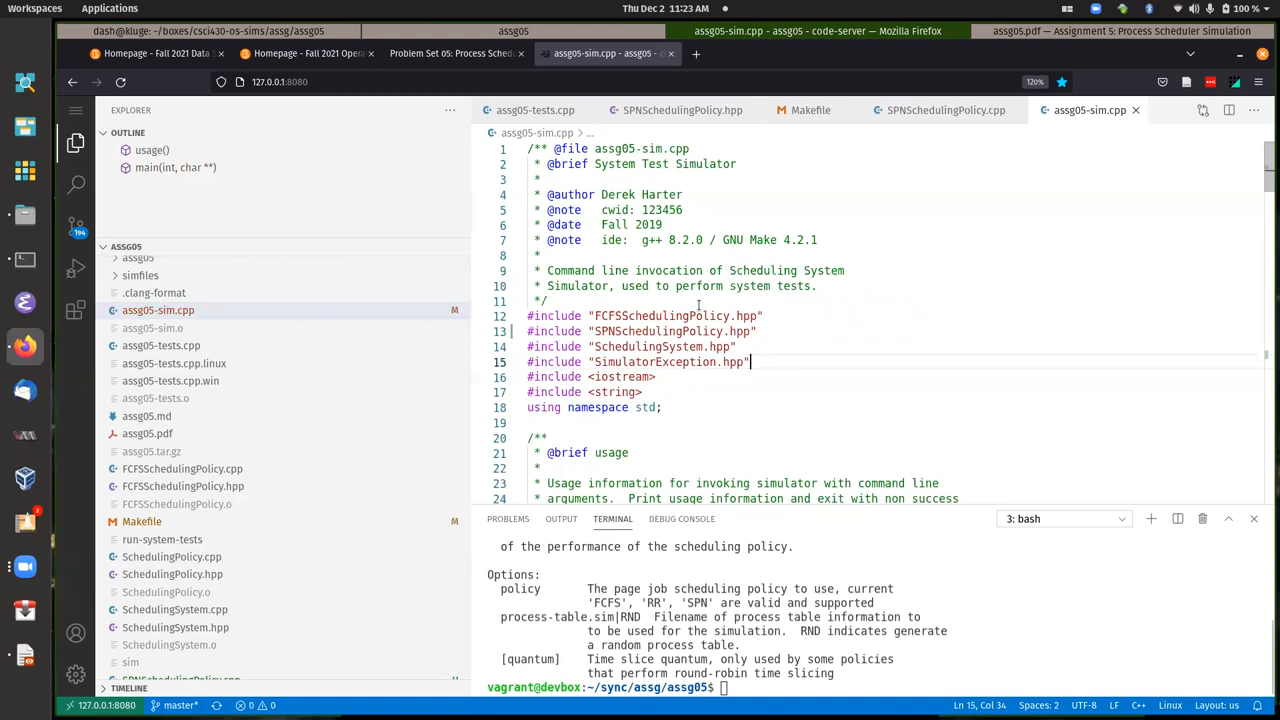 Activities
Applications
Thu Dec 2 11:23 AM
100 %
dash@kluge: ~/boxes/csci430-os-sims/assg/assg05
assg05
assg05-sim.cpp - assg05 - code-server — Mozilla Firefox
assg05.pdf — Assignment 5: Process Scheduler Simulation
Homepage - Fall 2021 Data S
Homepage - Fall 2021 Opera
Problem Set 05: Process Sched
assg05-sim.cpp - assg05 - c
127.0.0.1:8080
120%
EXPLORER
OUTLINE
usage()
main(int, char **)
194
ASSG05
assg05
simfiles
.clang-format
assg05-sim.cpp M
assg05-sim.o
assg05-tests.cpp
assg05-tests.cpp.linux
assg05-tests.cpp.win
assg05-tests.o
assg05.md
assg05.pdf
assg05.tar.gz
FCFSSchedulingPolicy.cpp
FCFSSchedulingPolicy.hpp
FCFSSchedulingPolicy.o
Makefile M
run-system-tests
SchedulingPolicy.cpp
SchedulingPolicy.hpp
SchedulingPolicy.o
SchedulingSystem.cpp
SchedulingSystem.hpp
SchedulingSystem.o
sim
TIMELINE
assg05-tests.cpp
SPNSchedulingPolicy.hpp
Makefile
SPNSchedulingPolicy.cpp
assg05-sim.cpp
assg05-sim.cpp > ...
1 /** @file assg05-sim.cpp
2 * @brief System Test Simulator
3 *
4 * @author Derek Harter
5 * @note cwid: 123456
6 * @date Fall 2019
7 * @note ide: g++ 8.2.0 / GNU Make 4.2.1
8 *
9 * Command line invocation of Scheduling System
10 * Simulator, used to perform system tests.
11 */
12 #include "FCFSSchedulingPolicy.hpp"
13 #include "SPNSchedulingPolicy.hpp"
14 #include "SchedulingSystem.hpp"
15 #include "SimulatorException.hpp"
16 #include <iostream>
17 #include <string>
18 using namespace std;
19
20 /**
21 * @brief usage
22 *
23 * Usage information for invoking simulator with command line
24 * arguments. Print usage information and exit with non success
PROBLEMS OUTPUT TERMINAL DEBUG CONSOLE
3: bash
of the performance of the scheduling policy.
Options:
policy The page job scheduling policy to use, current
'FCFS', 'RR', 'SPN' are valid and supported
process-table.sim|RND Filename of process table information to
to be used for the simulation. RND indicates generate
a random process table.
[quantum] Time slice quantum, only used by some policies
that perform round-robin time slicing
vagrant@devbox:~/sync/assg/assg05$
127.0.0.1:8080
master*
0 0
Ln 15, Col 34
Spaces: 2
UTF-8
LF
C++
Linux
Layout: us